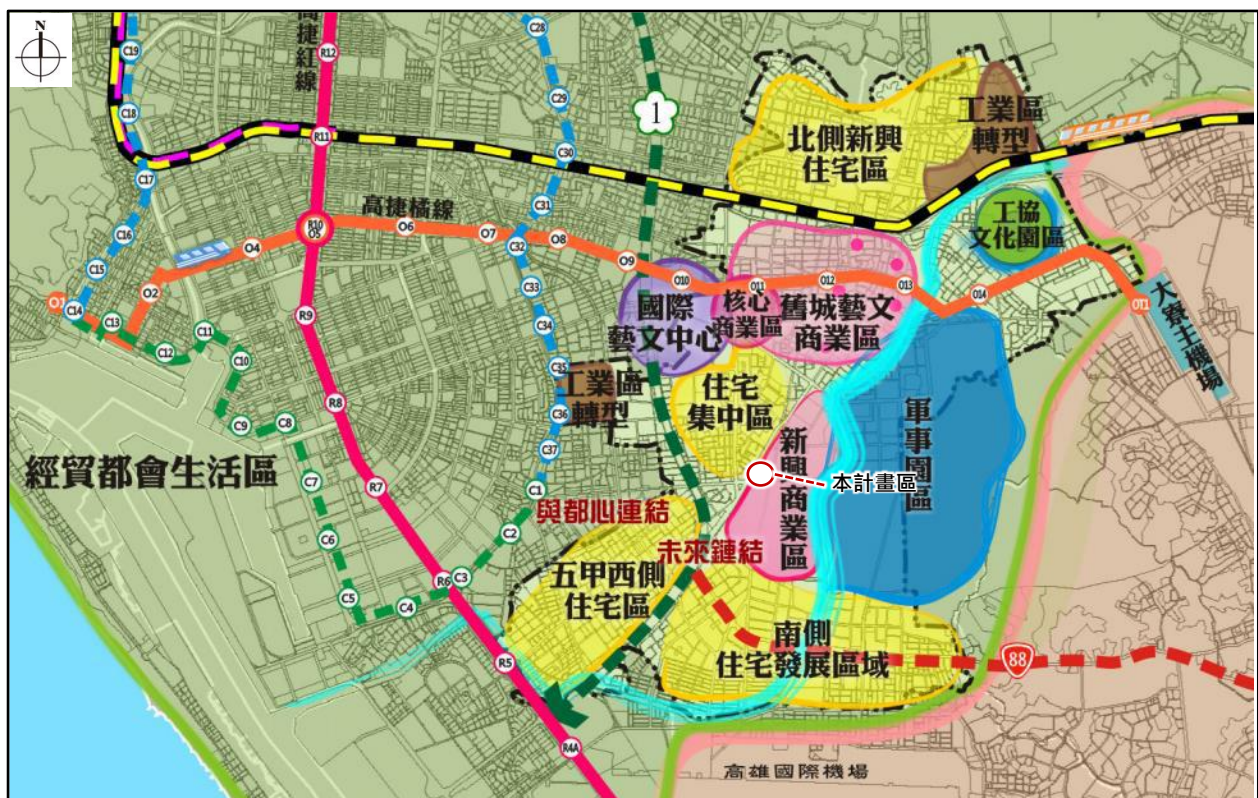 N
高捷紅線
C19
C18
C17
C16
C15
C14
C13
C12
C11
C10
C9
C8
C7
C6
C5
C4
C3
C2
C1
C37
C36
C35
C34
C33
C32
C31
C30
C29
C28
R12
R11
R10
O5
R9
R8
R7
R6
R5
R4A
1
北側新興
住宅區
工業區
轉型
工協
文化園區
高捷橘線
O1
O2
O4
O6
O7
O8
O9
O10
O11
O12
O13
O14
OT1
大寮主機場
國際
藝文中心
核心
商業區
舊城藝文
商業區
工業區
轉型
住宅
集中區
新興商業區
軍事園區
本計畫區
經貿都會生活區
與都心連結
未來鏈結
五甲西側
住宅區
南側
住宅發展區域
88
高雄國際機場